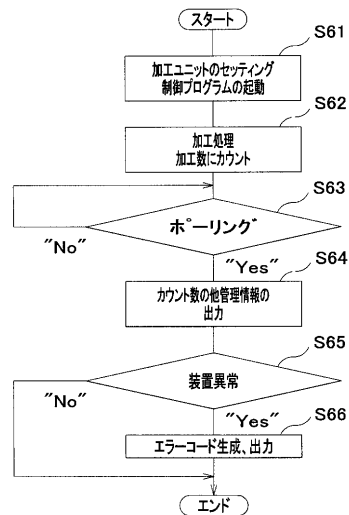 スタート
S61
加工ユニットのセッティング
制御プログラムの起動
S62
加工処理
加工数にカウント
S63
ポーリング
"No"
"Yes"
S64
カウント数の他管理情報の
出力
S65
装置異常
"No"
"Yes"
S66
エラーコード生成、出力
エンド